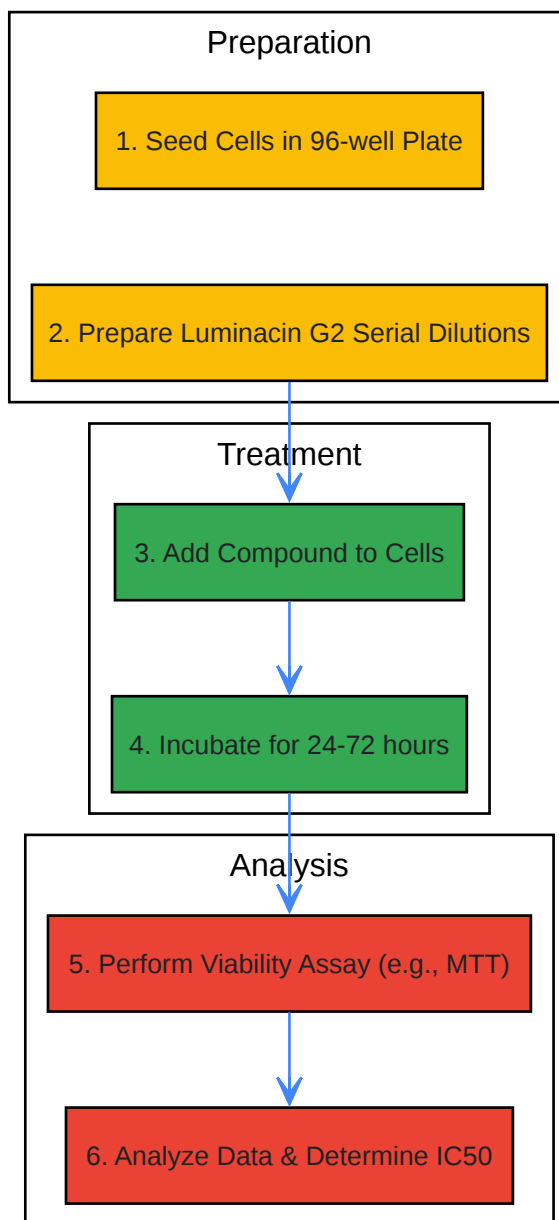 Preparation
1. Seed Cells in 96-well Plate
2. Prepare Luminacin G2 Serial Dilutions
Treatment
3. Add Compound to Cells
4. Incubate for 24-72 hours
Analysis
5. Perform Viability Assay (e.g., MTT)
6. Analyze Data & Determine IC50